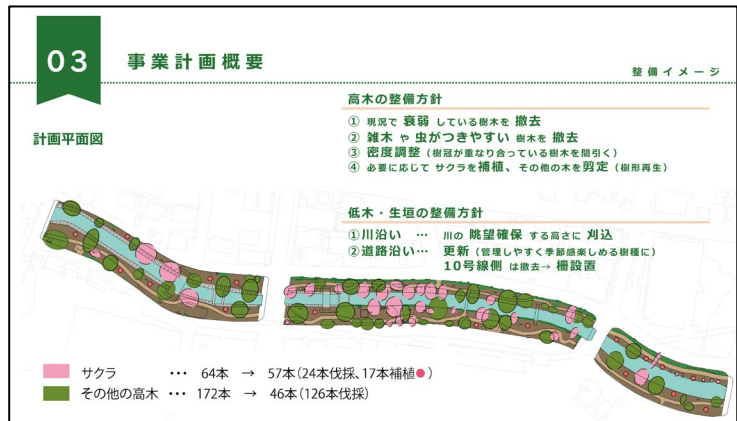 03
事業計画概要
整備イメージ
計画平面図
高木の整備方針
① 現況で 衰弱 している樹木を 撤去
② 雑木 や 虫がつきやすい 樹木を 撤去
③ 密度調整（樹冠が重なり合っている樹木を間引く）
④ 必要に応じて サクラを補植、その他の木を剪定（樹形再生）
低木・生垣の整備方針
①川沿い … 川の 眺望確保 する高さに 刈込
②道路沿い… 更新（管理しやすく季節感楽しめる樹種に）
10号線側 は撤去→ 柵設置
サクラ ・・・ 64本 → 57本（24本伐採、17本補植●）
その他の高木 ・・・ 172本 → 46本（126本伐採）